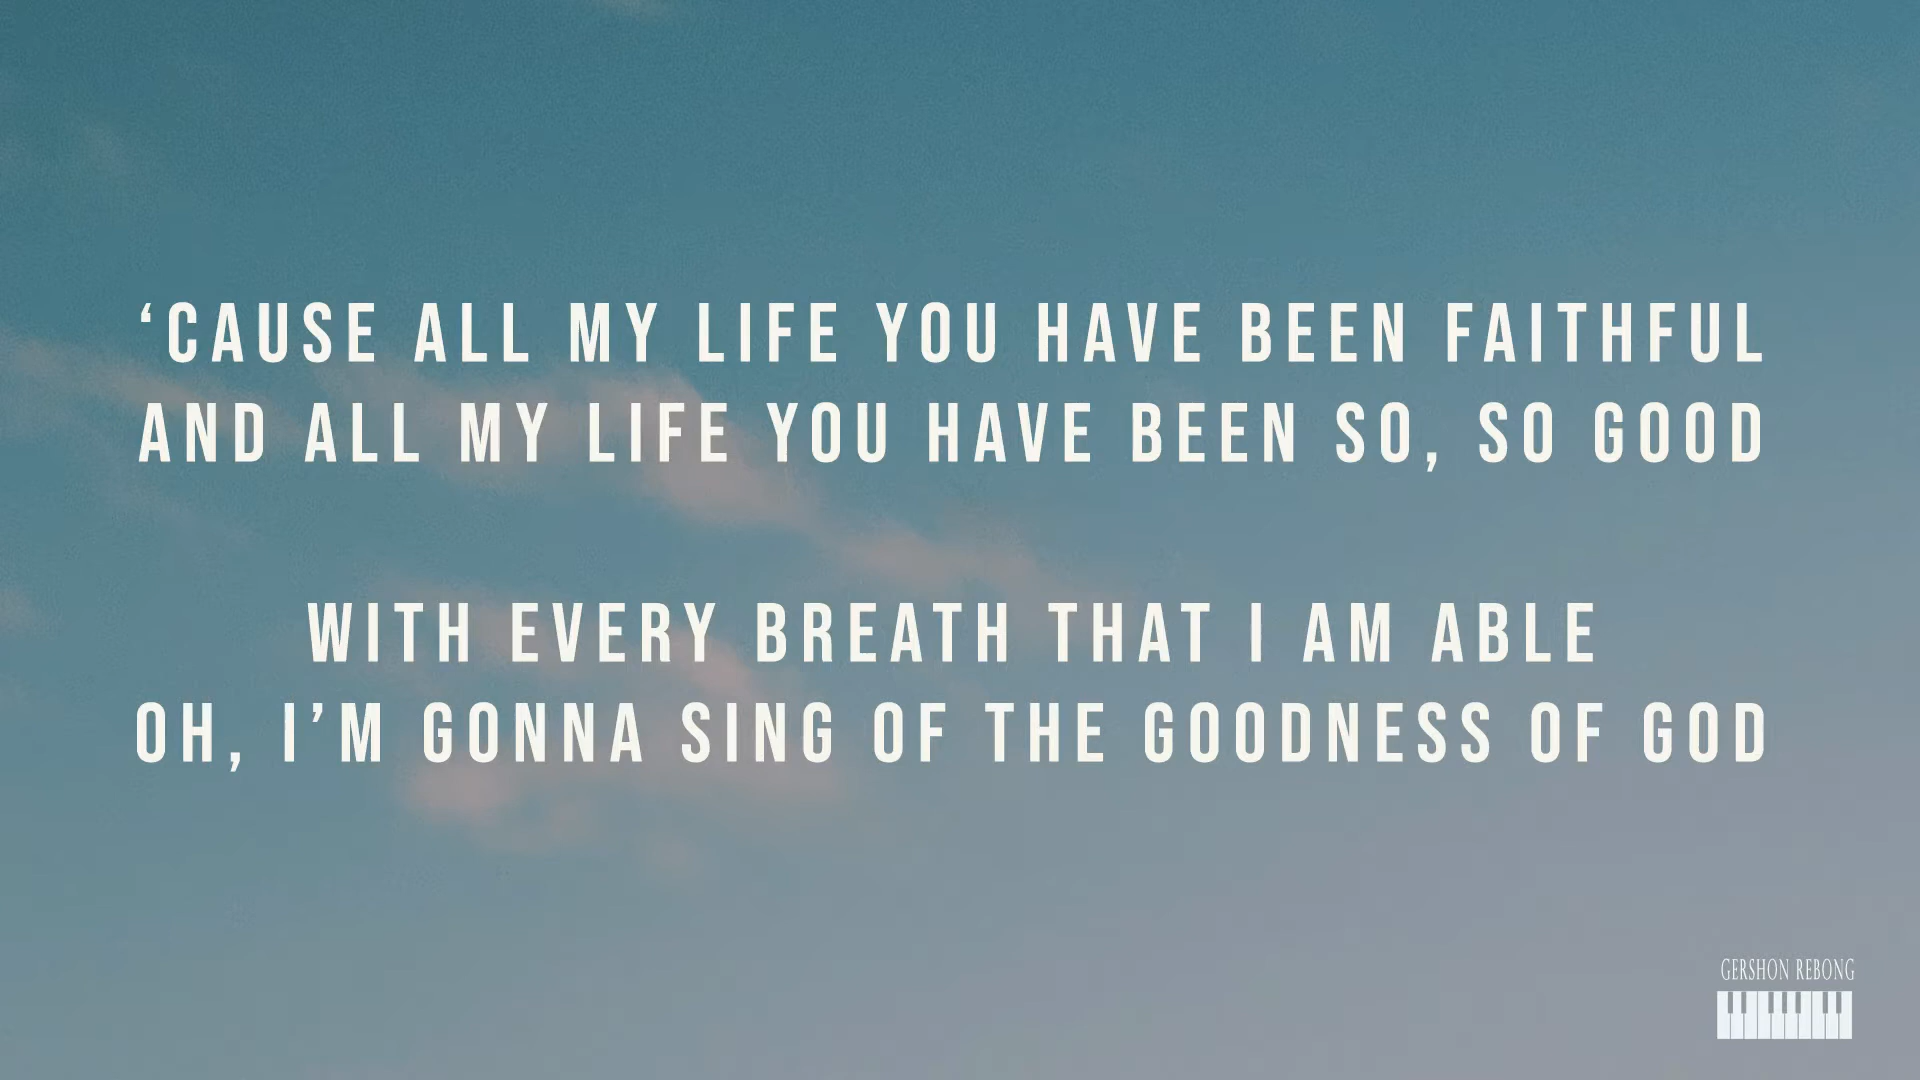 ‘CAUSE ALL MY LIFE YOU HAVE BEEN FAITHFUL
AND ALL MY LIFE YOU HAVE BEEN SO, SO GOOD
WITH EVERY BREATH THAT I AM ABLE
OH, I’M GONNA SING OF THE GOODNESS OF GOD
GERSHON REBONG